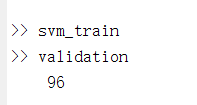 >> svm_train
>> validation
96